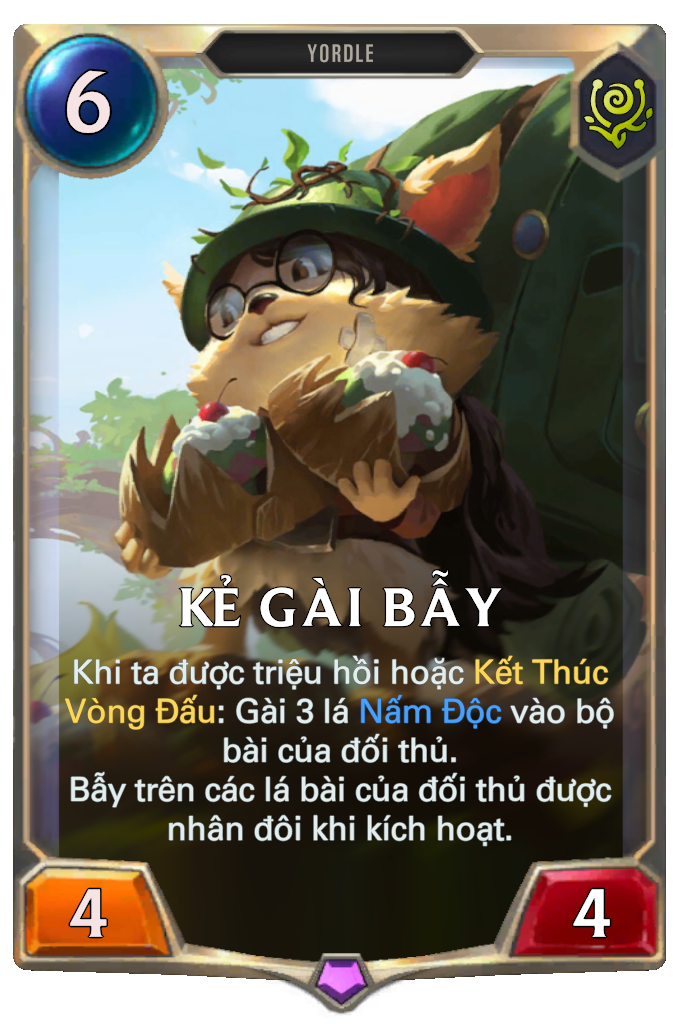 6
YORDLE
KẺ GÀI BẪY
Khi ta được triệu hồi hoặc Kết Thúc
Vòng Đấu: Gài 3 lá Nấm Độc vào bộ
bài của đối thủ.
Bẫy trên các lá bài của đối thủ được
nhân đôi khi kích hoạt.
4
4